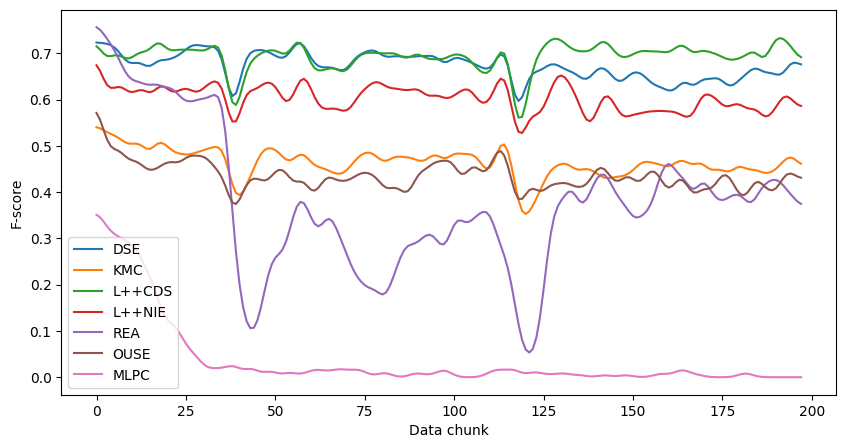 F-score
0.7
0.6
0.5
0.4
0.3
0.2
0.1
0.0
DSE
KMC
L++CDS
L++NIE
REA
OUSE
MLPC
0 25 50 75 100 125 150 175 200
Data chunk